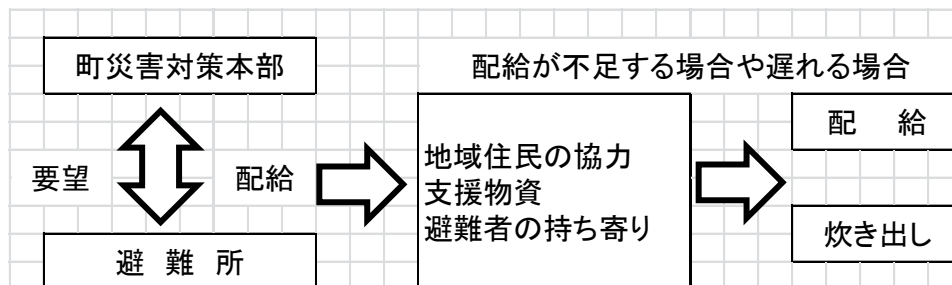 町災害対策本部
要望
配給
避 難 所
配給が不足する場合や遅れる場合
地域住民の協力
支援物資
避難者の持ち寄り
配 給
炊き出し